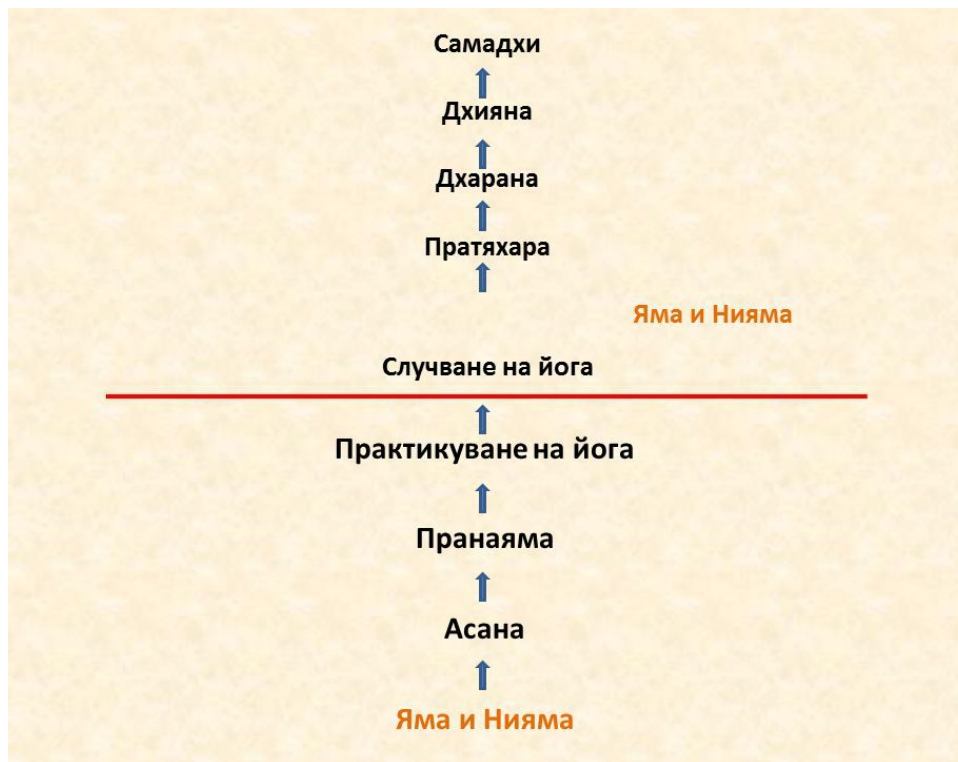 Самадхи
Дхияна
Дхарана
Пратяхара
Яма и Нияма
Случване на йога
Практикуване на йога
Пранаяма
Асана
Яма и Нияма